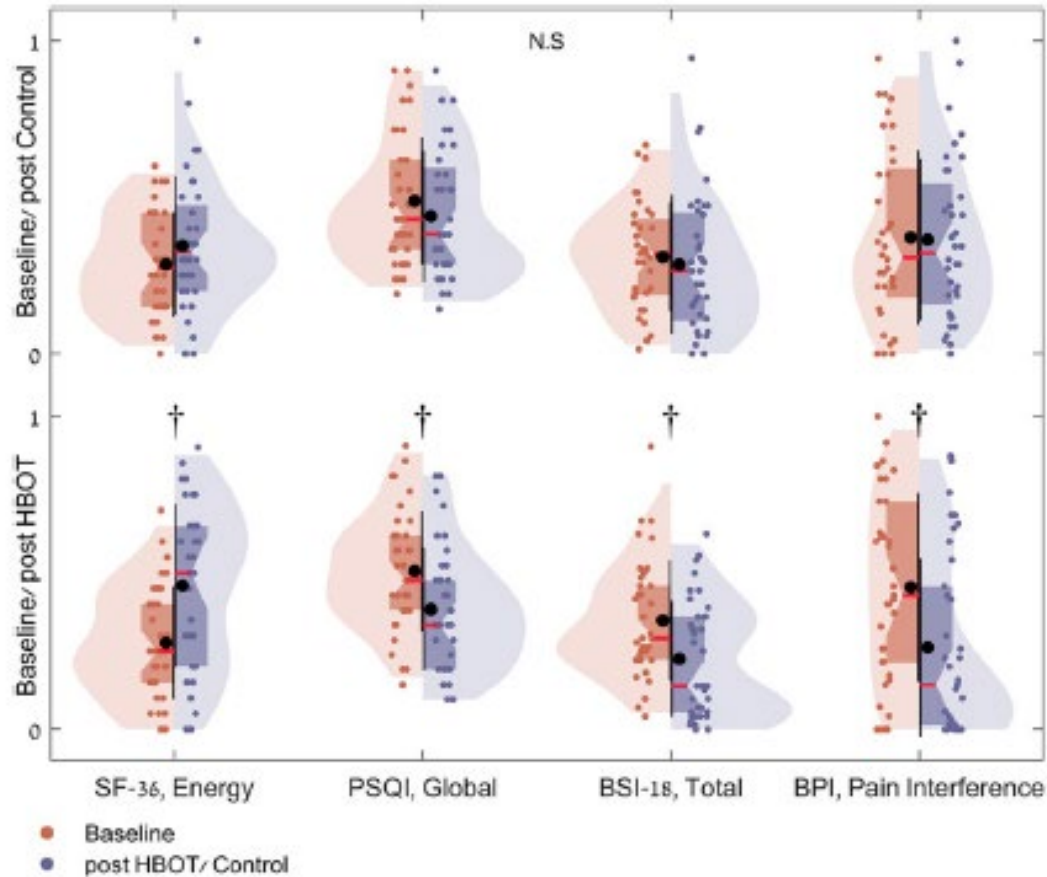 1
N.S
Baseline/ post Control
0
1
† † † †
Baseline/ post HBOT
0
SF-36, Energy PSQI, Global BSI-18, Total BPI, Pain Interference
Baseline
post HBOT/ Control